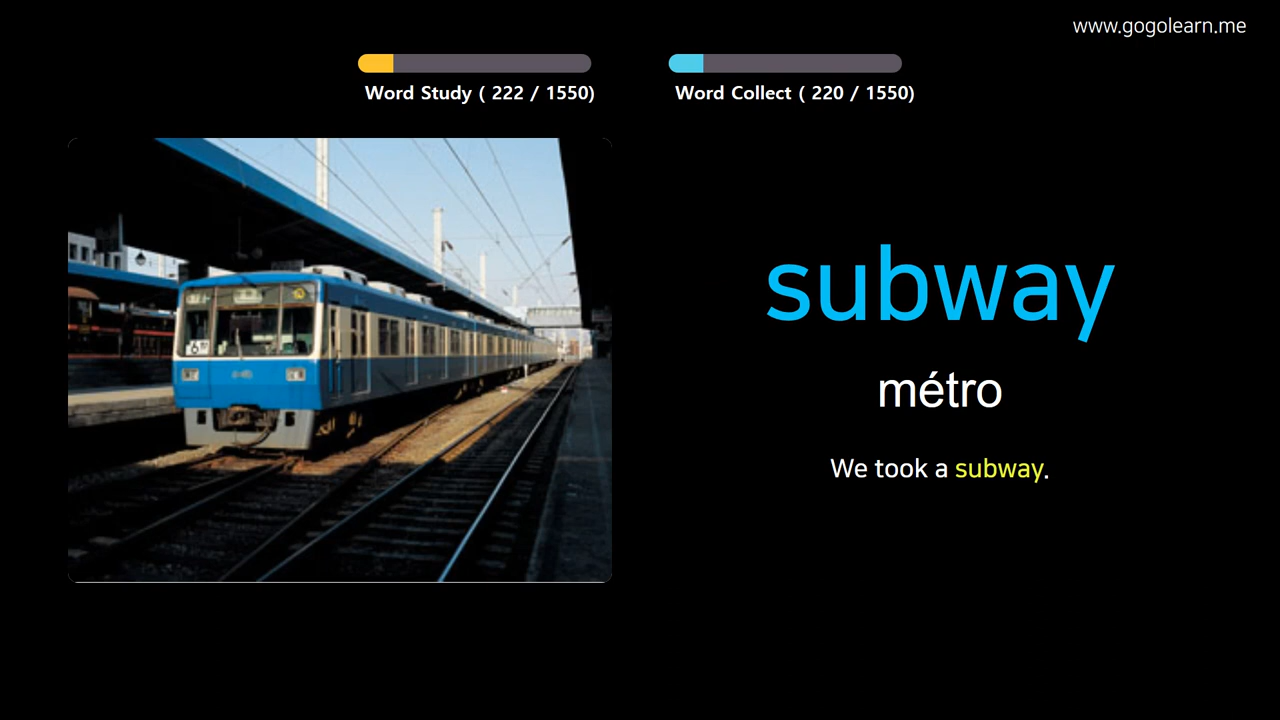 www.gogolearn.me
Word Study ( 222 / 1550)
Word Collect ( 220 / 1550)
subway
métro
We took a subway.